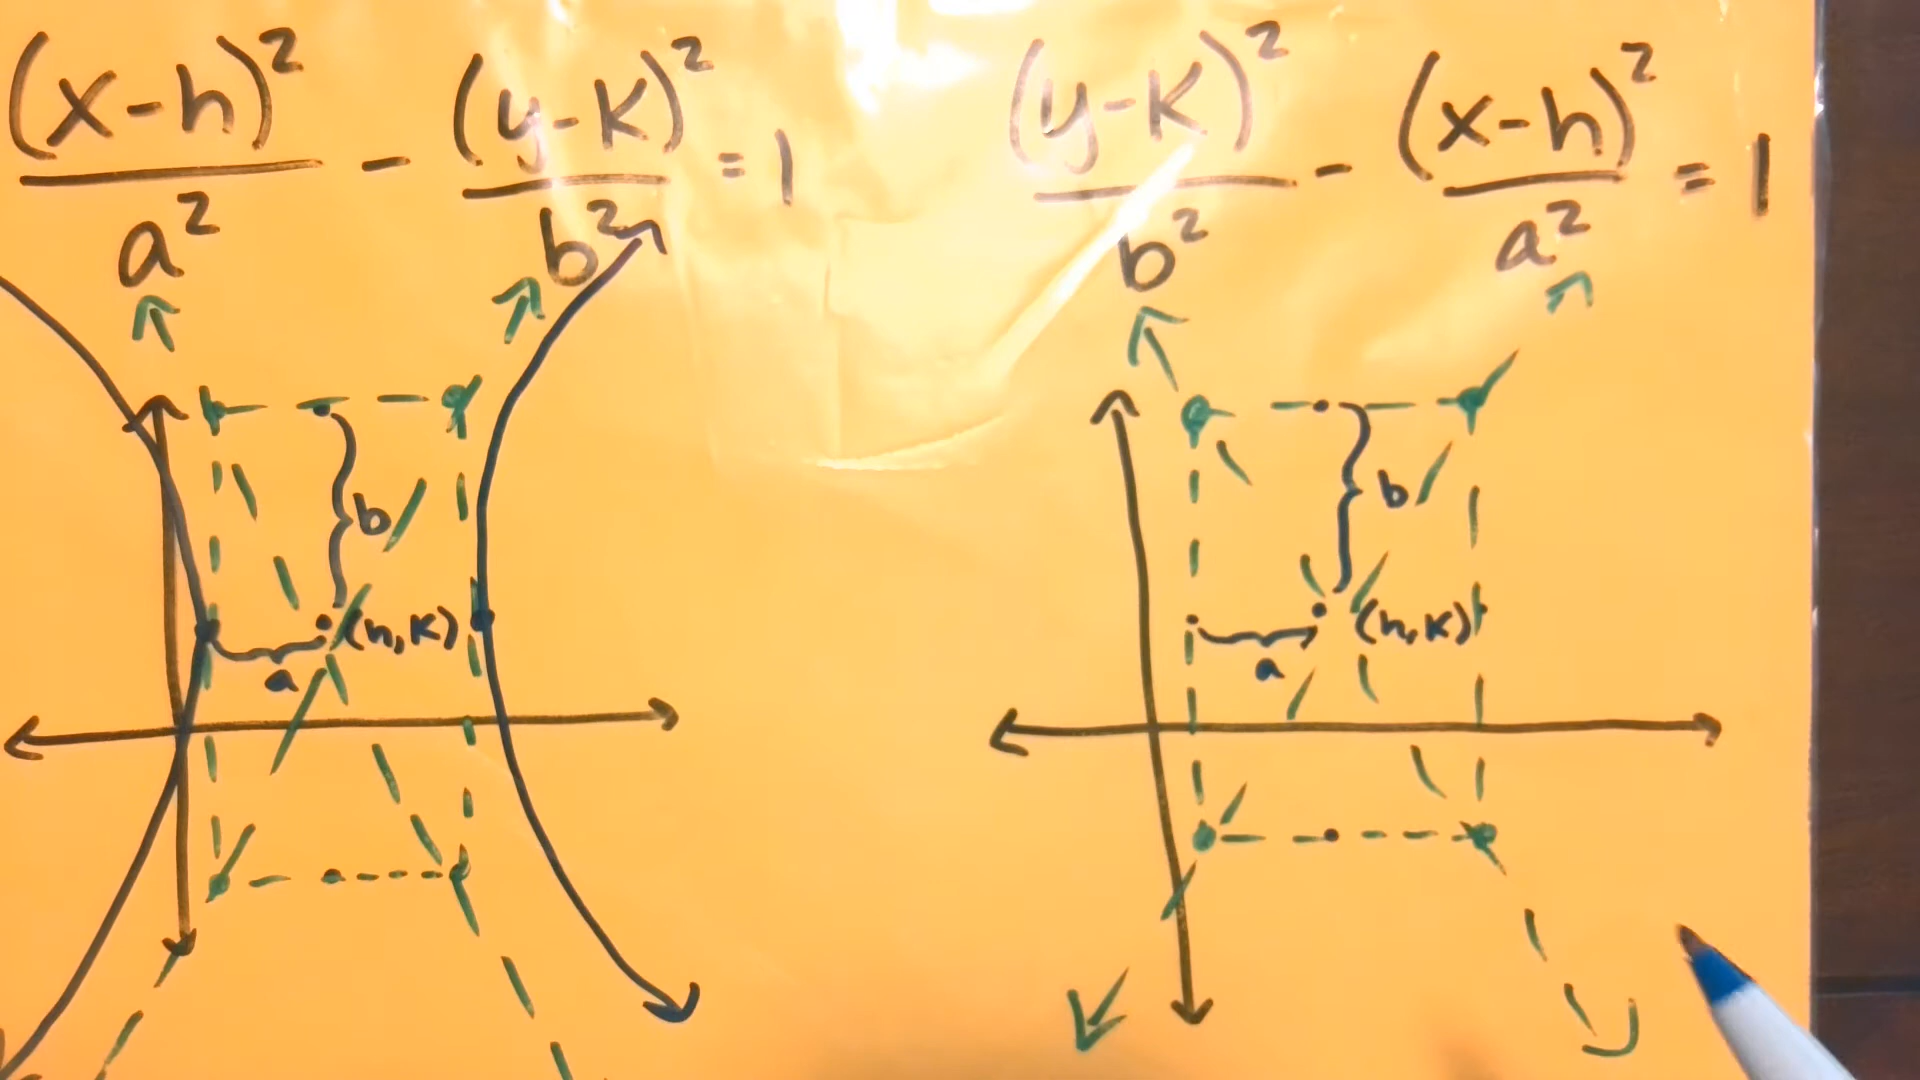 (x-h)² / a² - (y-k)² / b² = 1
(y-k)² / b² - (x-h)² / a² = 1
b
(h,k)
a
b
(h,k)
a